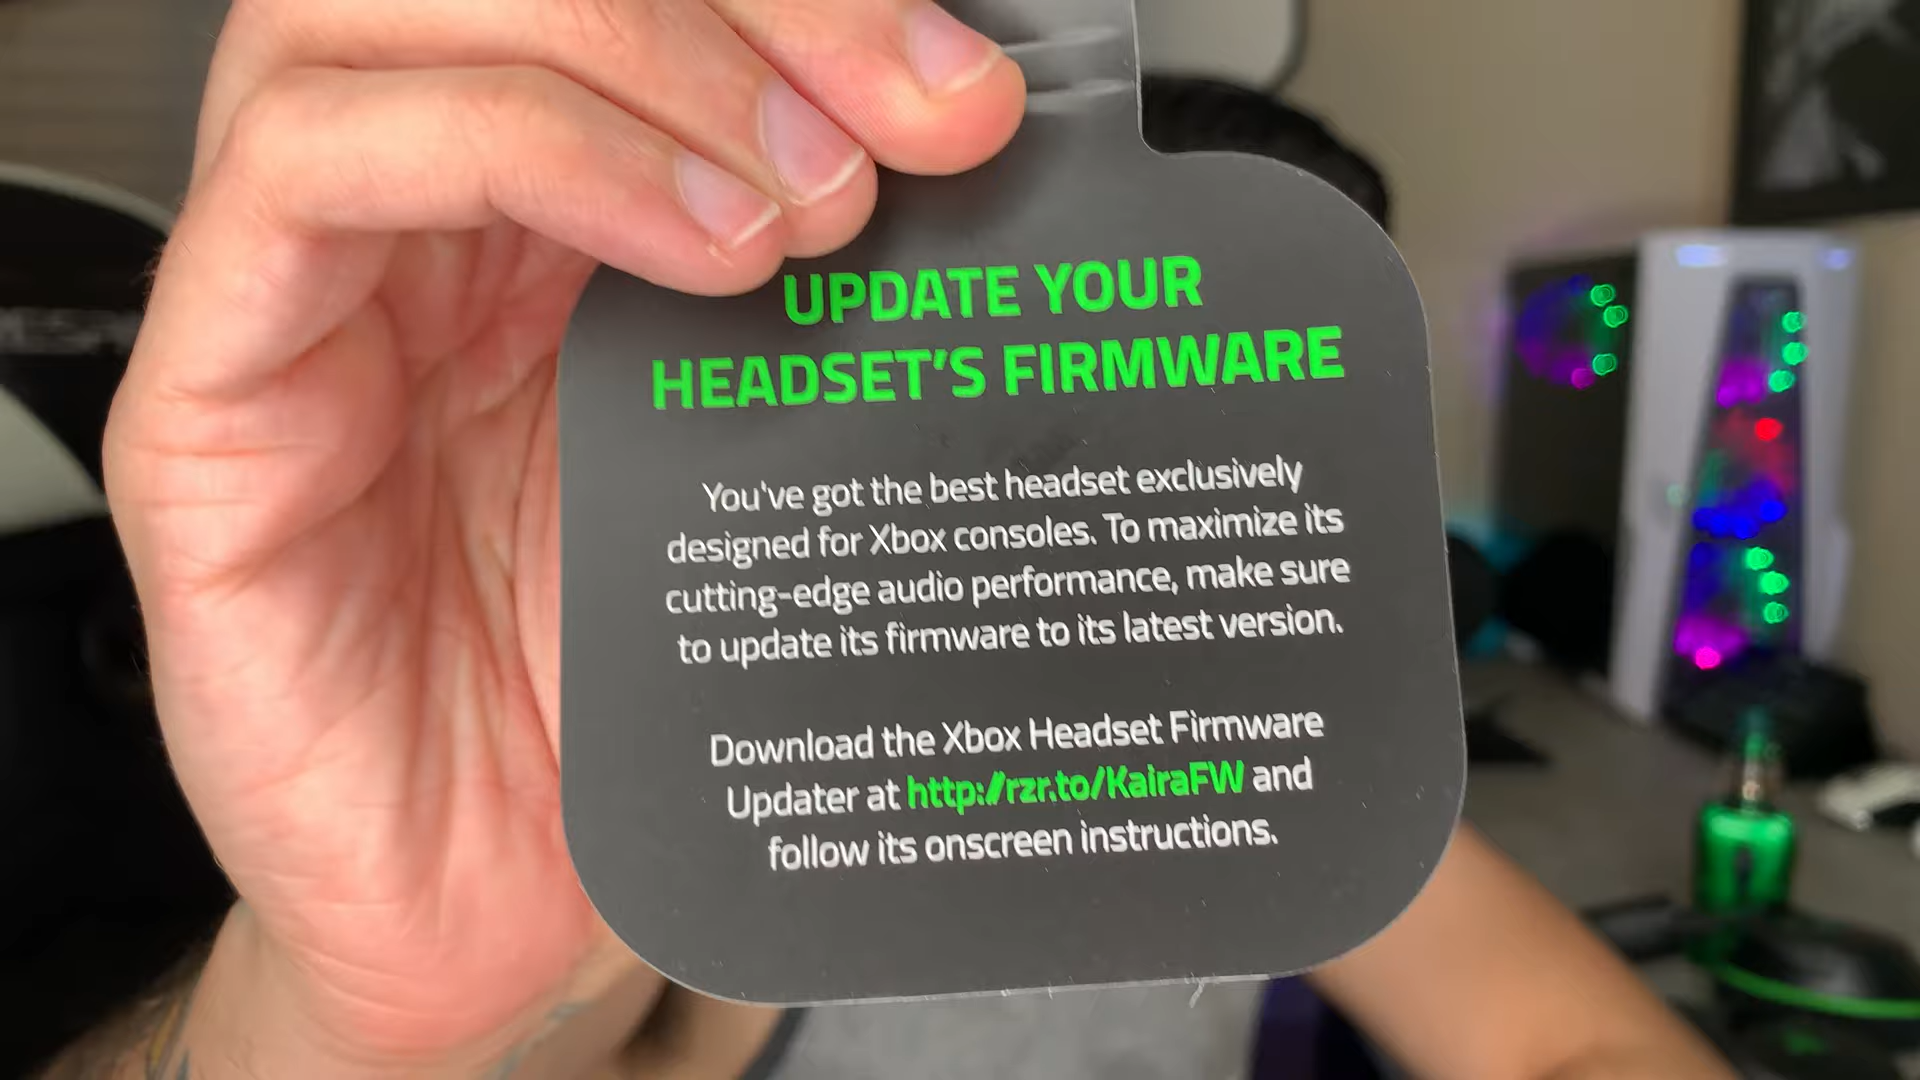 UPDATE YOUR
HEADSET'S FIRMWARE
You've got the best headset exclusively
designed for Xbox consoles. To maximize its
cutting-edge audio performance, make sure
to update its firmware to its latest version.
Download the Xbox Headset Firmware
Updater at http://rzr.to/KairaFW and
follow its onscreen instructions.